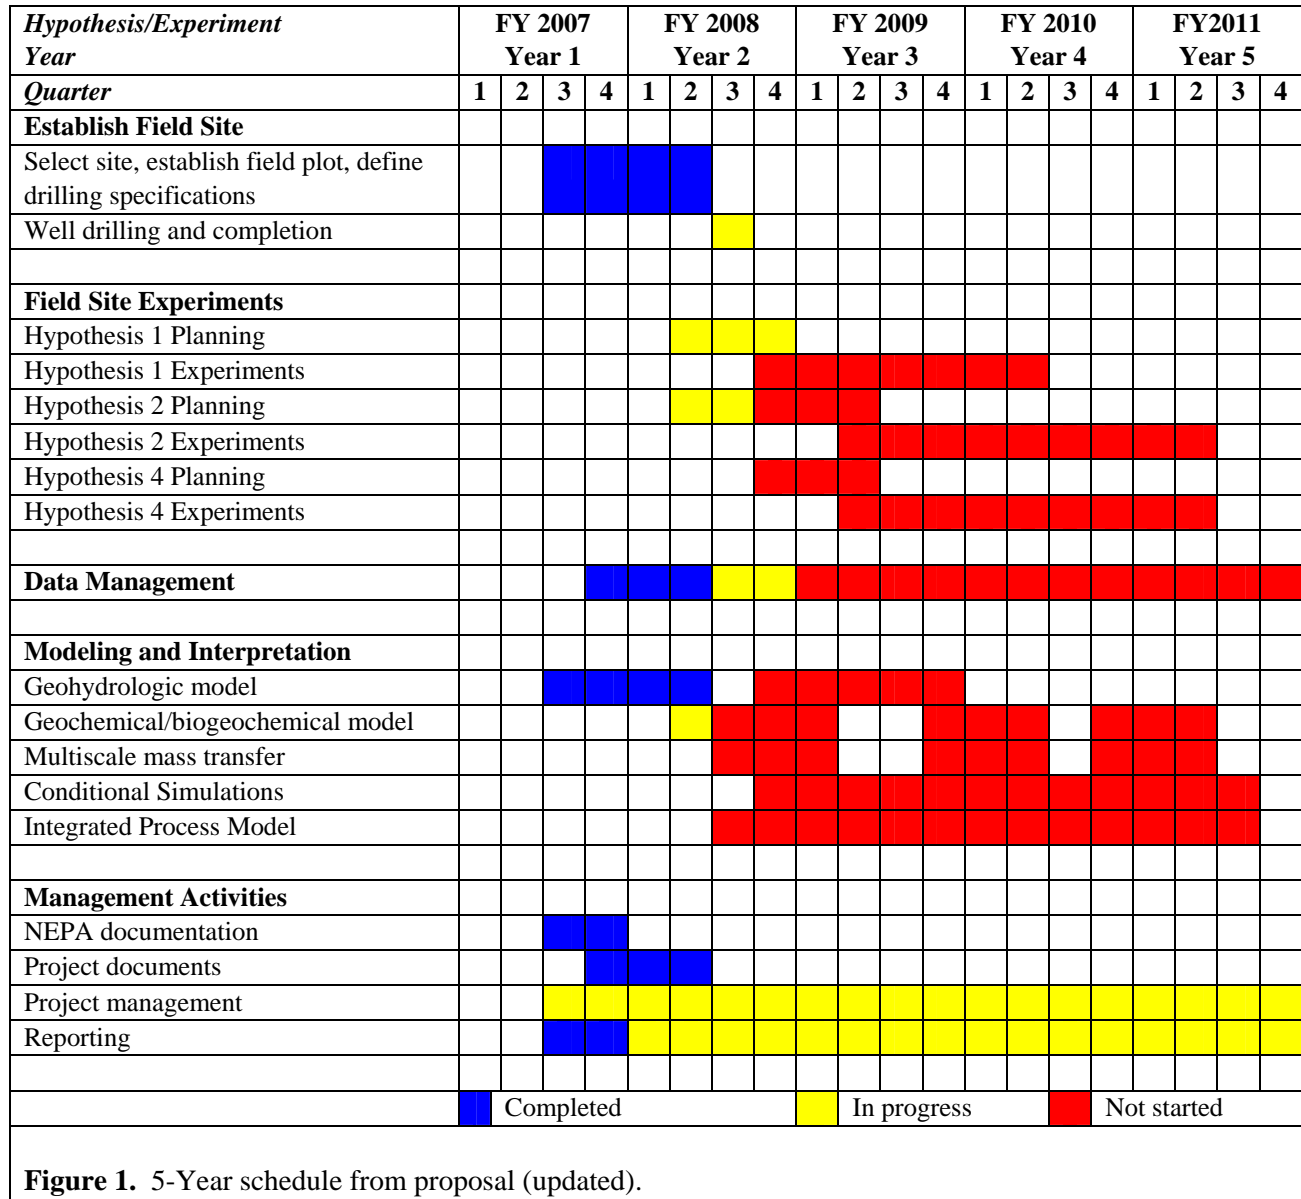 Hypothesis/Experiment FY 2007 FY 2008 FY 2009 FY 2010 FY2011
Year Year 1 Year 2 Year 3 Year 4 Year 5
Quarter 1 2 3 4 1 2 3 4 1 2 3 4 1 2 3 4 1 2 3 4
Establish Field Site
Select site, establish field plot, define
drilling specifications
Well drilling and completion
Field Site Experiments
Hypothesis 1 Planning
Hypothesis 1 Experiments
Hypothesis 2 Planning
Hypothesis 2 Experiments
Hypothesis 4 Planning
Hypothesis 4 Experiments
Data Management
Modeling and Interpretation
Geohydrologic model
Geochemical/biogeochemical model
Multiscale mass transfer
Conditional Simulations
Integrated Process Model
Management Activities
NEPA documentation
Project documents
Project management
Reporting
Completed In progress Not started
Figure 1. 5-Year schedule from proposal (updated).